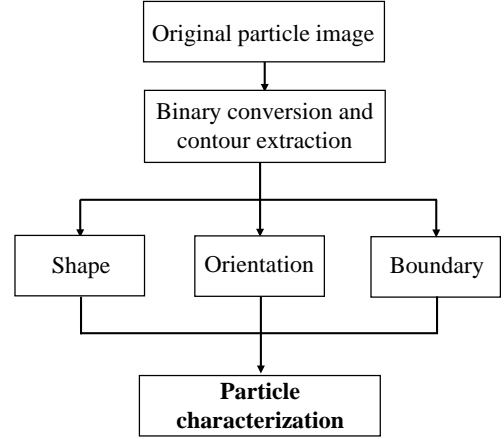 Original particle image
Binary conversion and
contour extraction
Shape
Orientation
Boundary
Particle
characterization